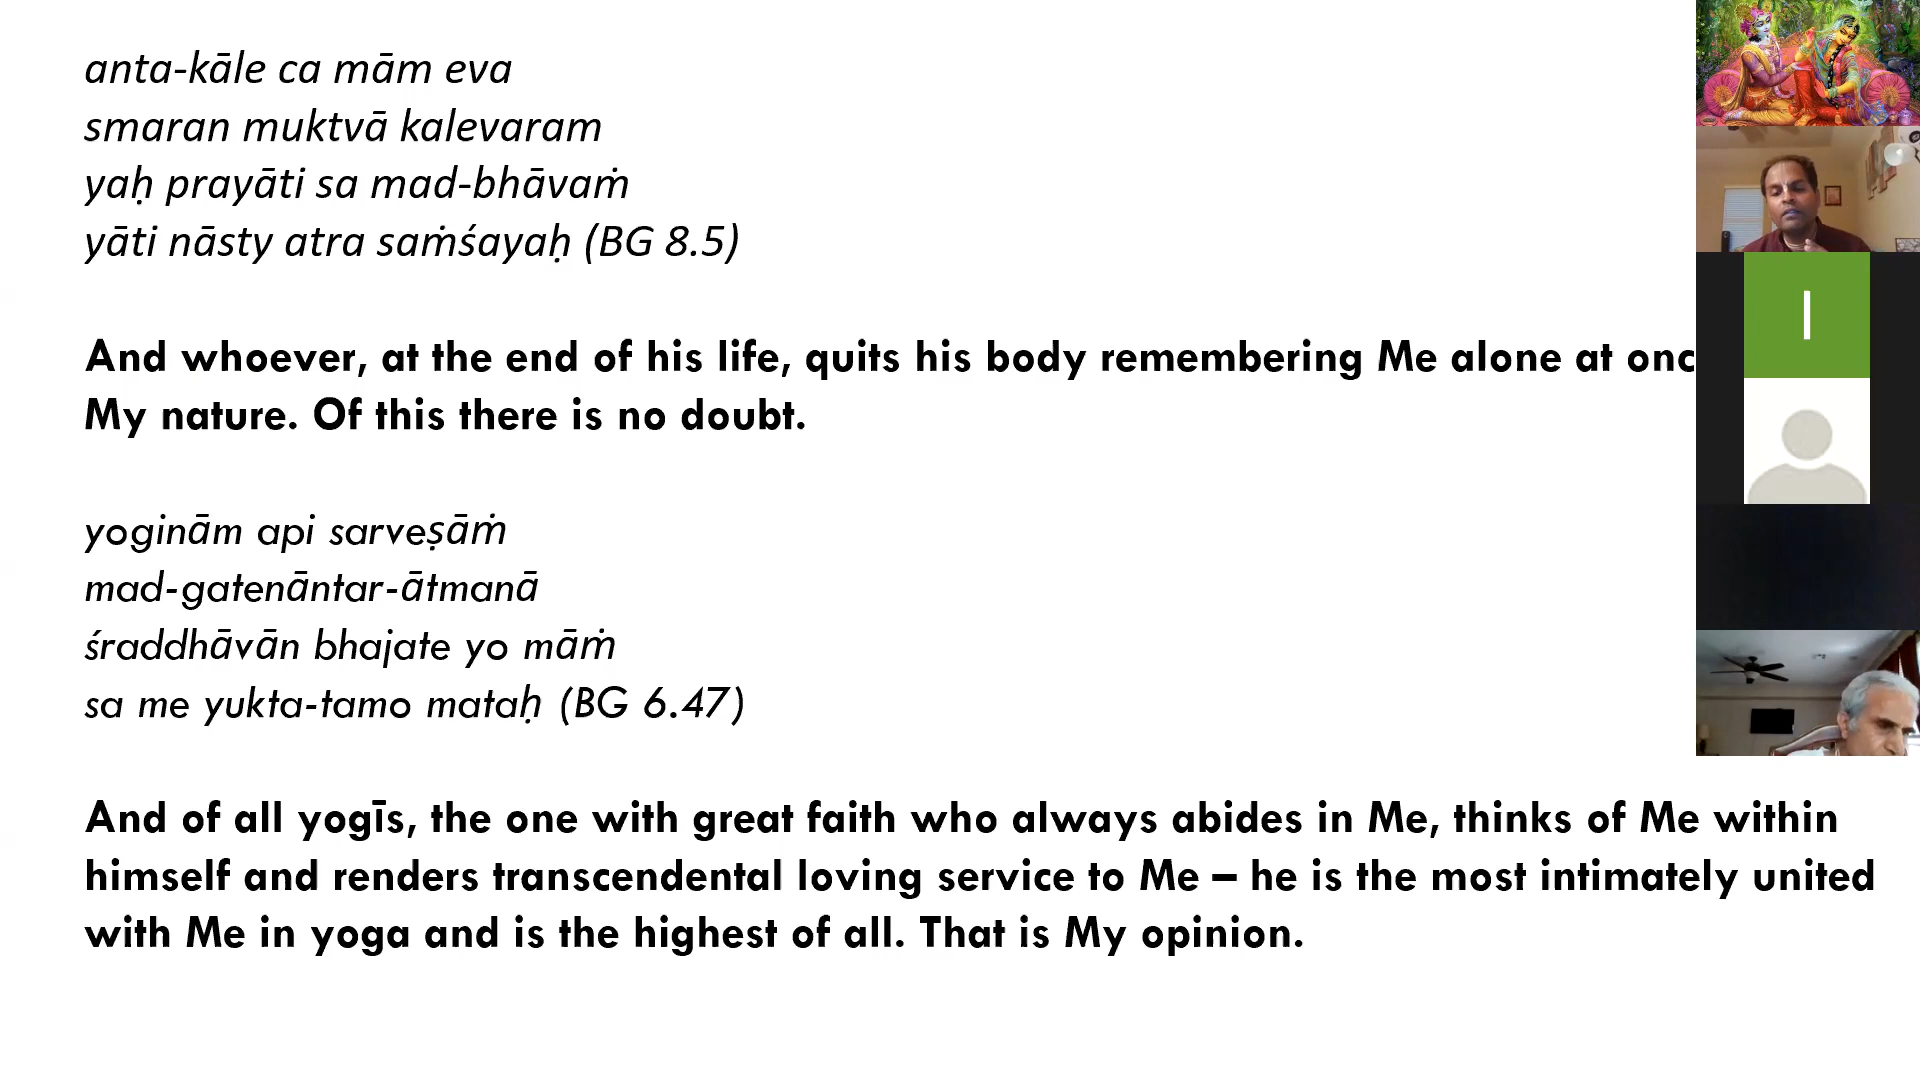 anta-kāle ca mām eva
smaran muktvā kalevaram
yaḥ prayāti sa mad-bhāvaṁ
yāti nāsty atra saṁśayaḥ (BG 8.5)
And whoever, at the end of his life, quits his body remembering Me alone at onc
My nature. Of this there is no doubt.
yoginām api sarveṣāṁ
mad-gatenāntar-ātmanā
śraddhāvān bhajate yo māṁ
sa me yukta-tamo mataḥ (BG 6.47)
And of all yogīs, the one with great faith who always abides in Me, thinks of Me within
himself and renders transcendental loving service to Me – he is the most intimately united
with Me in yoga and is the highest of all. That is My opinion.
I